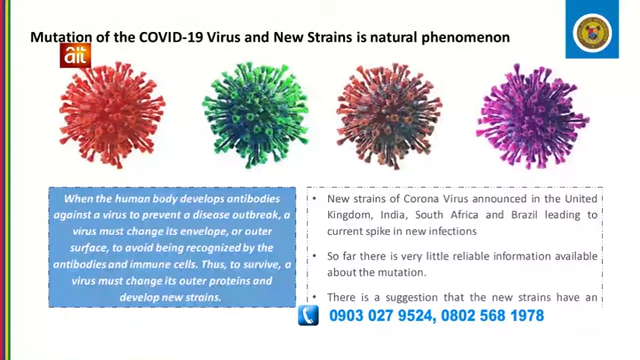 Mutation of the COVID-19 Virus and New Strains is natural phenomenon
ait
When the human body develops antibodies
against a virus to prevent a disease outbreak, a
virus must change its envelope, or outer
surface, to avoid being recognized by the
antibodies and immune cells. Thus, to survive, a
virus must change its outer proteins and
develop new strains.
• New strains of Corona Virus announced in the United
Kingdom, India, South Africa and Brazil leading to
current spike in new infections
• So far there is very little reliable information available
about the mutation.
• There is a suggestion that the new strains have an
0903 027 9524, 0802 568 1978